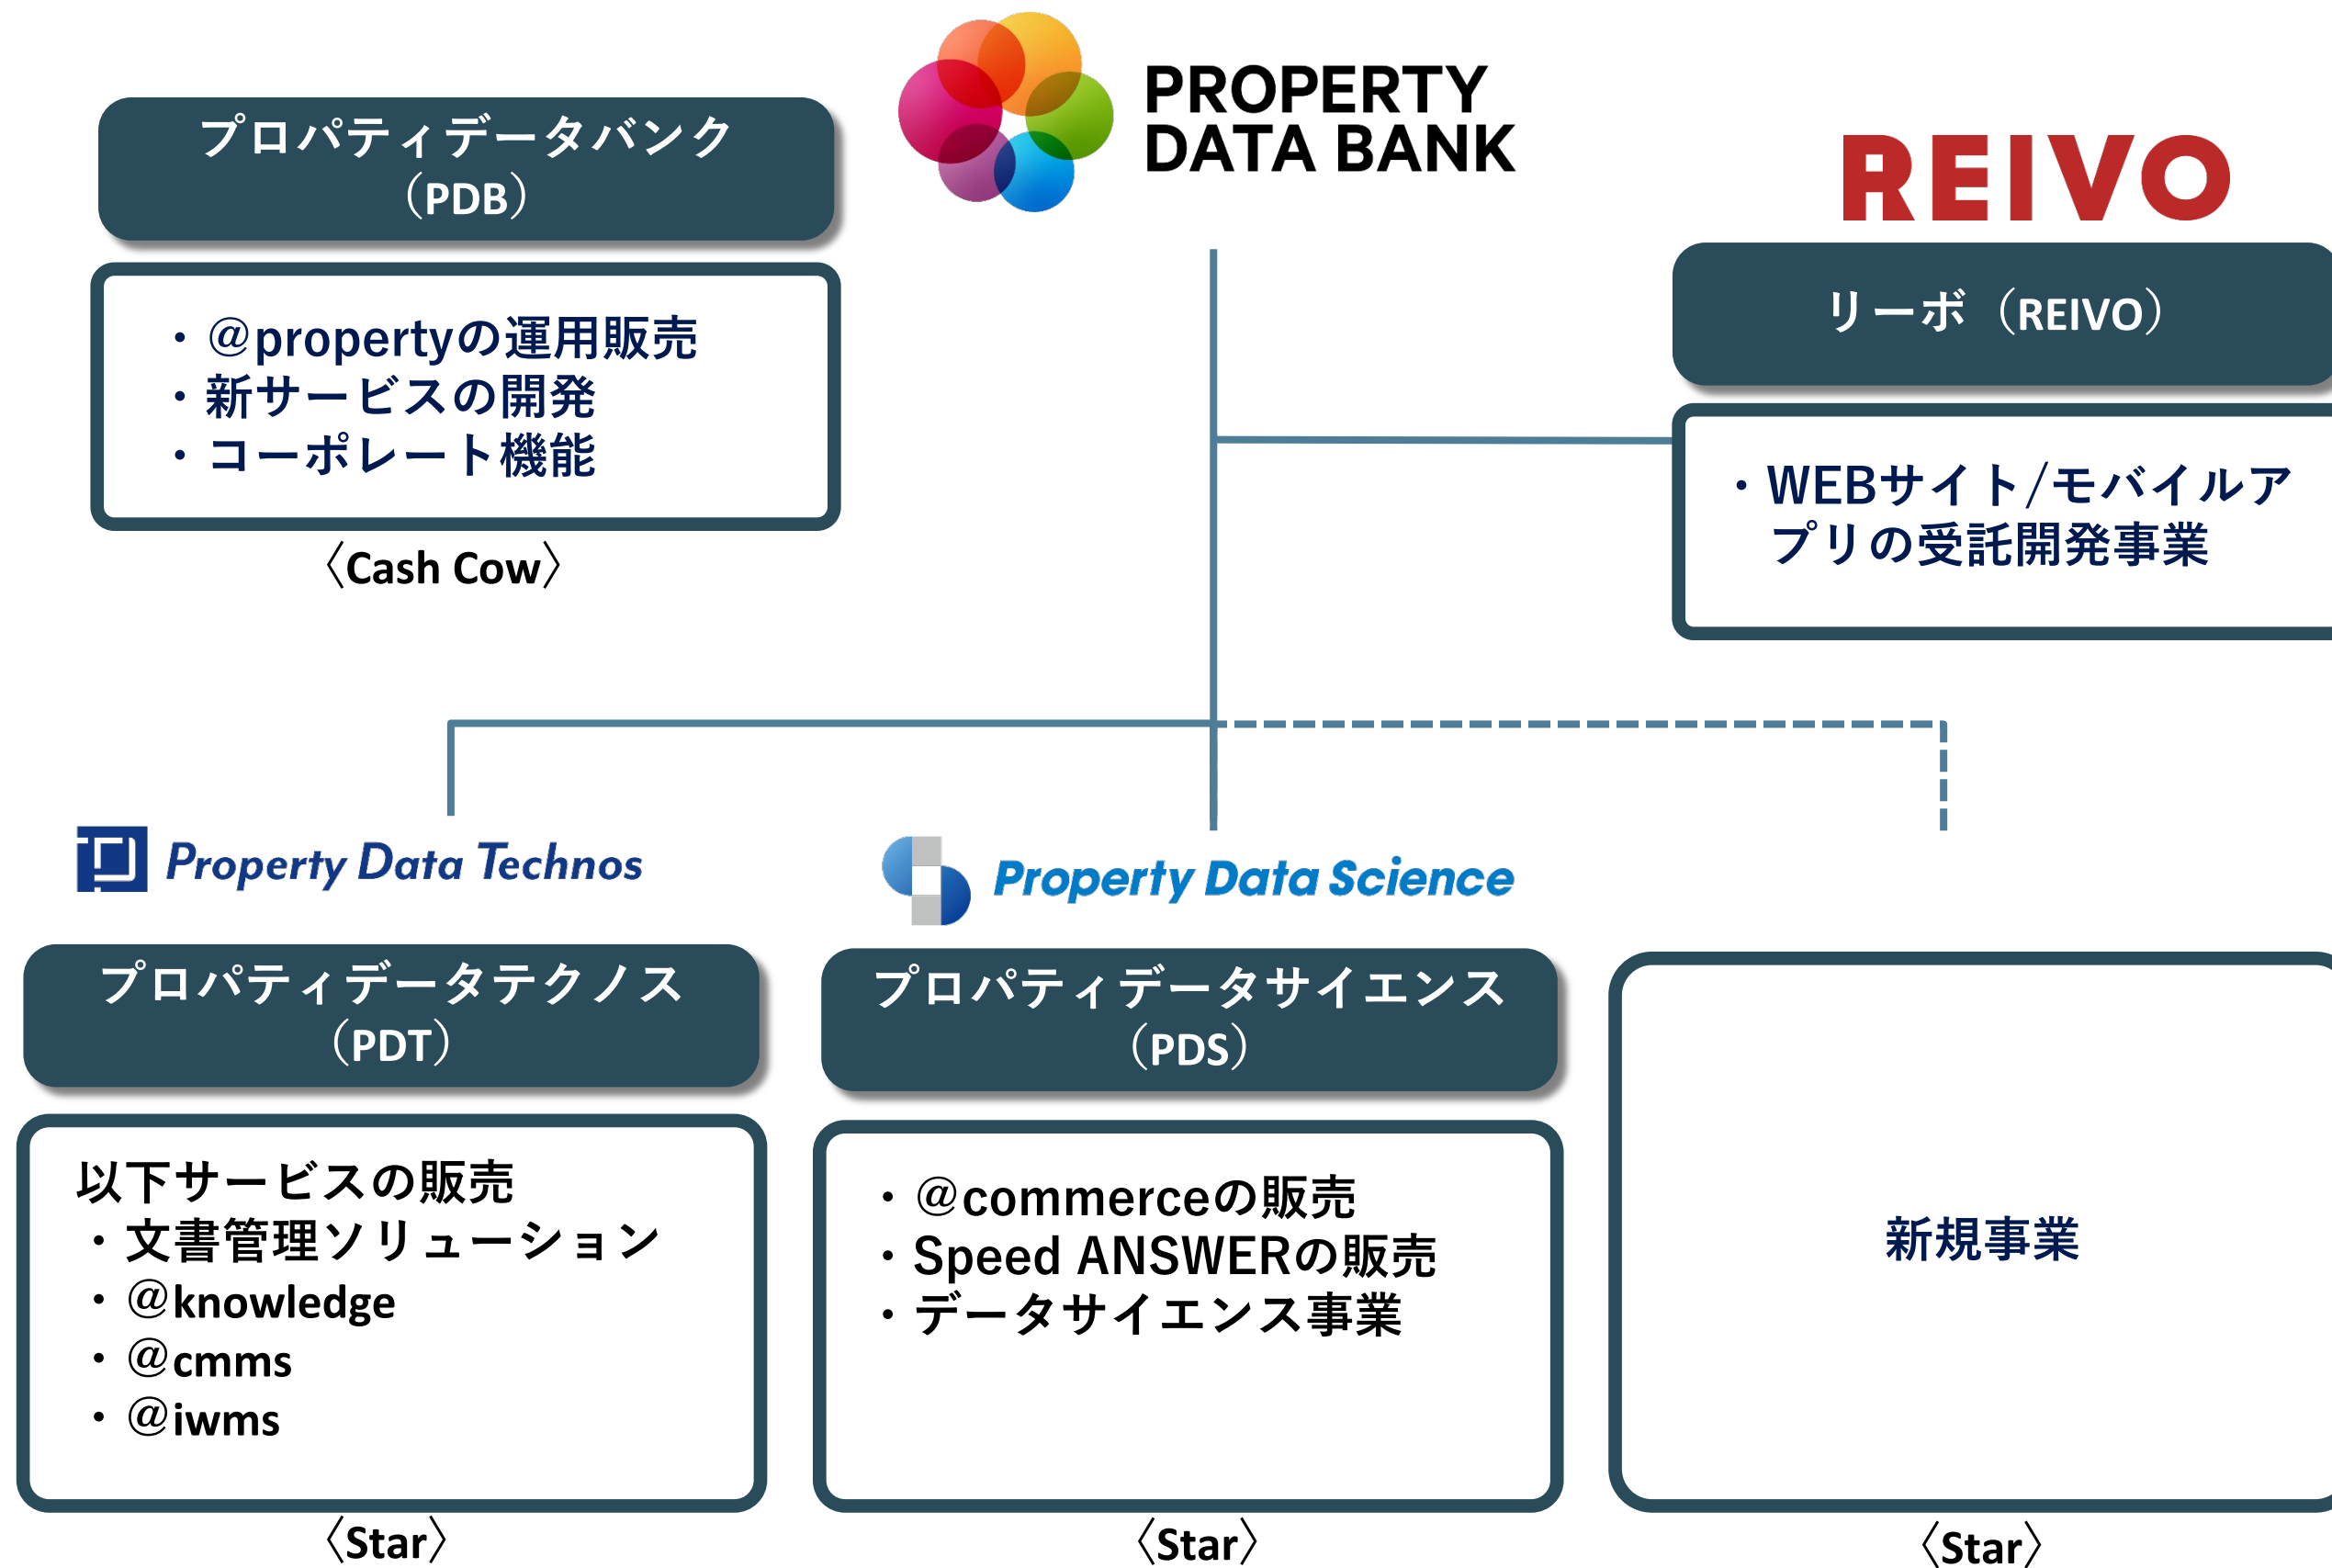 プロパティデータバンク
（PDB）
PROPERTY
DATA BANK
・＠propertyの運用販売
・新サービスの開発
・コーポレート機能
〈Cash Cow〉
REIVO
リーボ（REIVO）
・WEBサイト/モバイルア
プリの受託開発事業
Property Data Technos
プロパティデータテクノス
（PDT）
以下サービスの販売
・文書管理ソリューション
・＠knowledge
・＠cmms
・＠iwms
〈Star〉
Property Data Science
プロパティデータサイエンス
（PDS）
・＠commerceの販売
・Speed ANSWERの販売
・データサイエンス事業
〈Star〉
新規事業
〈Star〉